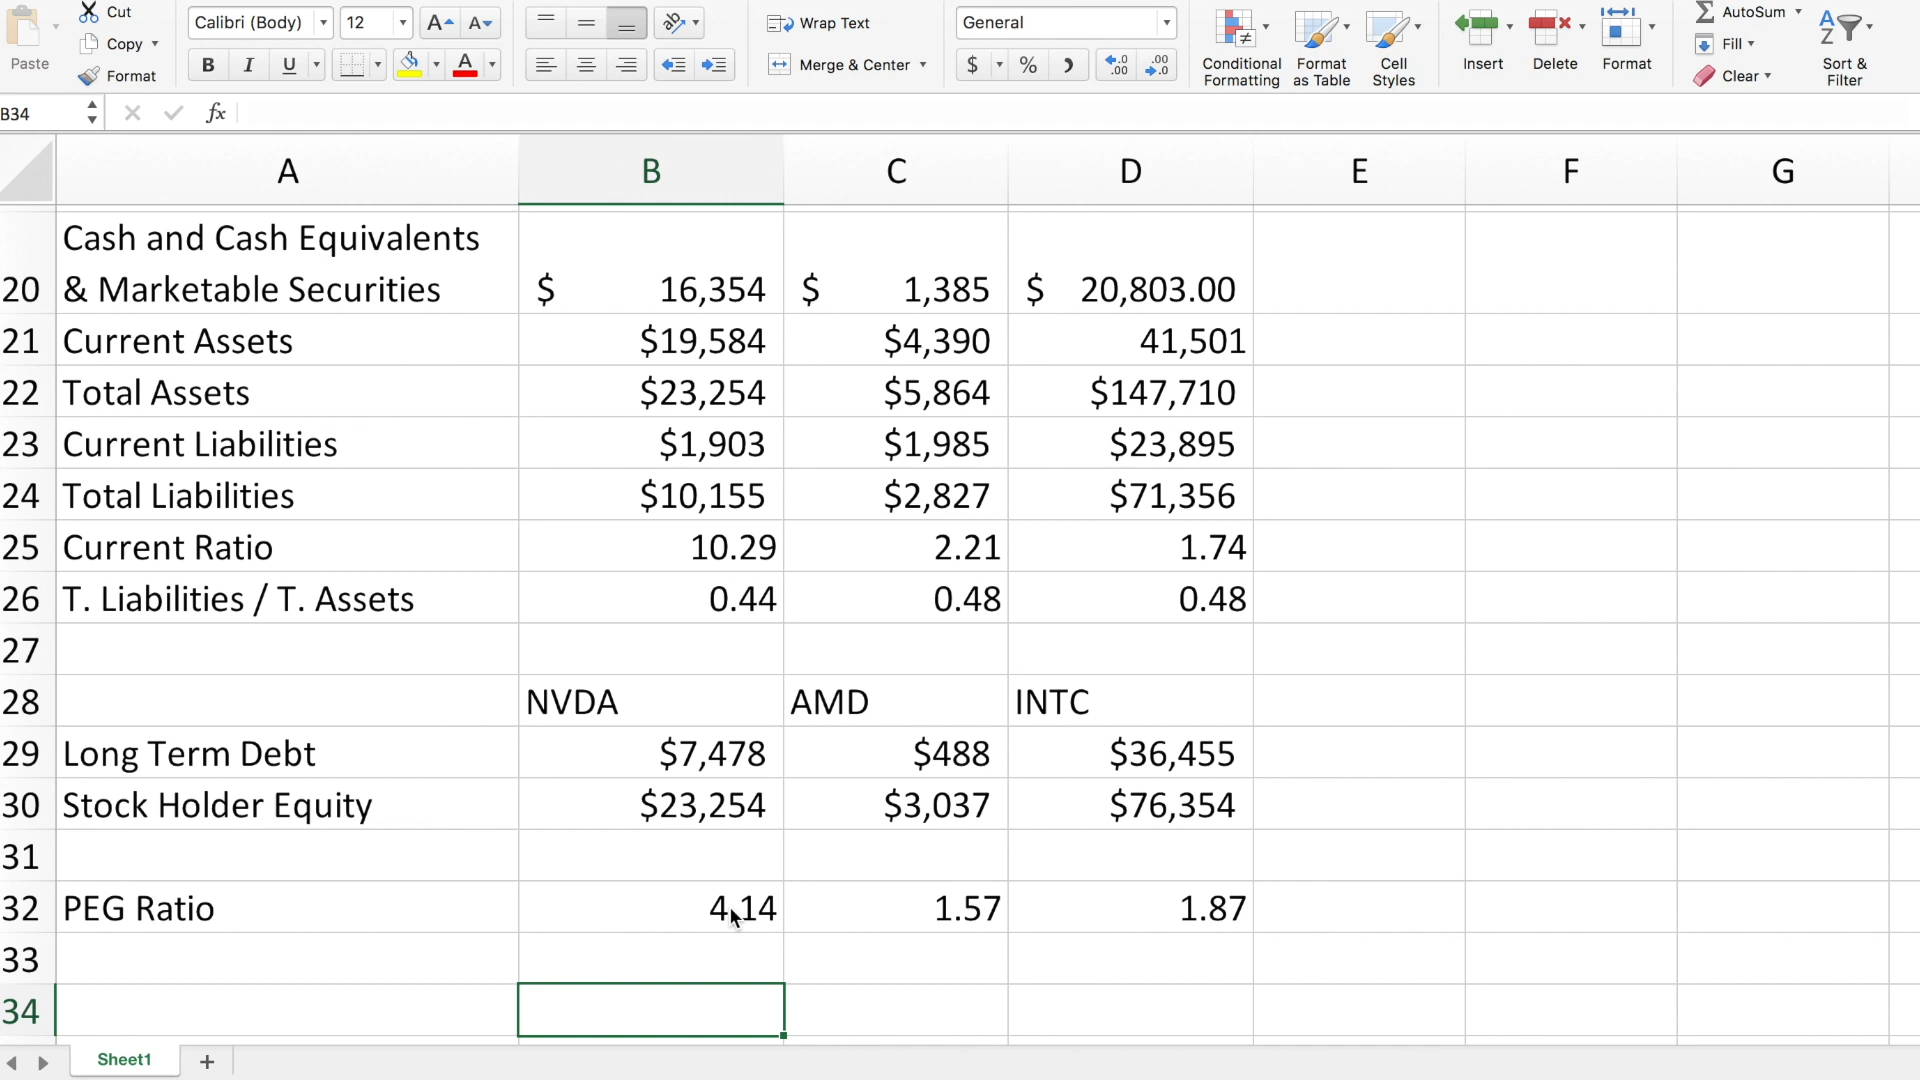 Cut
Copy
Format
Paste
Calibri (Body)
12
A A
B I U A
Wrap Text
Merge & Center
General
$ % )
.0 .00
.00 .0
Conditional Formatting
Format as Table
Cell Styles
Insert
Delete
Format
AutoSum
Fill
Clear
A Z
Sort & Filter
B34
fx
A B C D E F G
Cash and Cash Equivalents
20 & Marketable Securities $ 16,354 $ 1,385 $ 20,803.00
21 Current Assets $19,584 $4,390 41,501
22 Total Assets $23,254 $5,864 $147,710
23 Current Liabilities $1,903 $1,985 $23,895
24 Total Liabilities $10,155 $2,827 $71,356
25 Current Ratio 10.29 2.21 1.74
26 T. Liabilities / T. Assets 0.44 0.48 0.48
27
28 NVDA AMD INTC
29 Long Term Debt $7,478 $488 $36,455
30 Stock Holder Equity $23,254 $3,037 $76,354
31
32 PEG Ratio 4.14 1.57 1.87
33
34
Sheet1 +